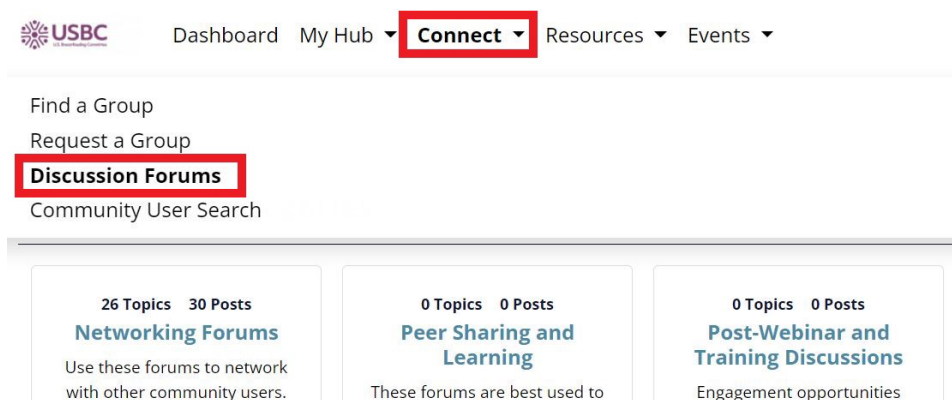 USBC
U.S. Breastfeeding Committee
Dashboard My Hub Connect Resources Events
Find a Group
Request a Group
Discussion Forums
Community User Search
26 Topics 30 Posts
Networking Forums
Use these forums to network
with other community users.
0 Topics 0 Posts
Peer Sharing and
Learning
These forums are best used to
0 Topics 0 Posts
Post-Webinar and
Training Discussions
Engagement opportunities